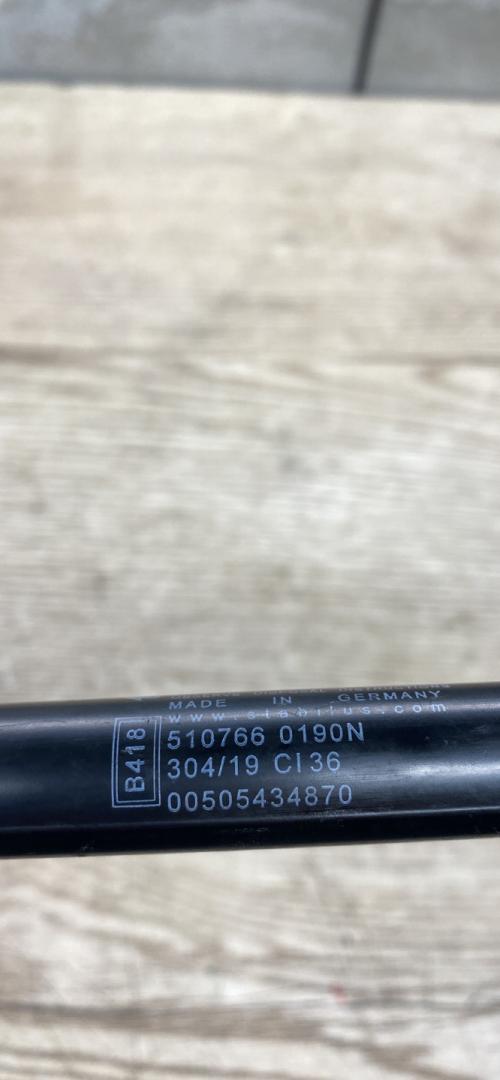 MADE IN GERMANY
www.stabilus.com
B418
510766 0190N
304/19 CI36
00505434870